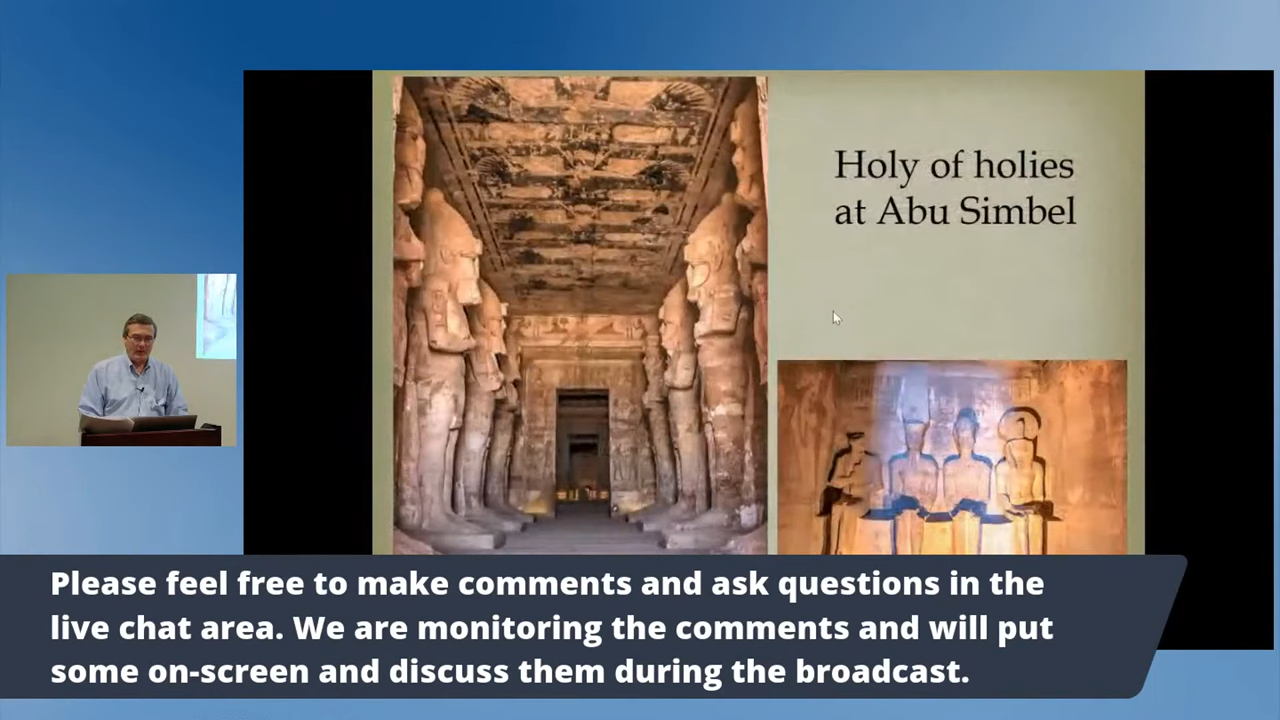 Holy of holies
at Abu Simbel
Please feel free to make comments and ask questions in the
live chat area. We are monitoring the comments and will put
some on-screen and discuss them during the broadcast.